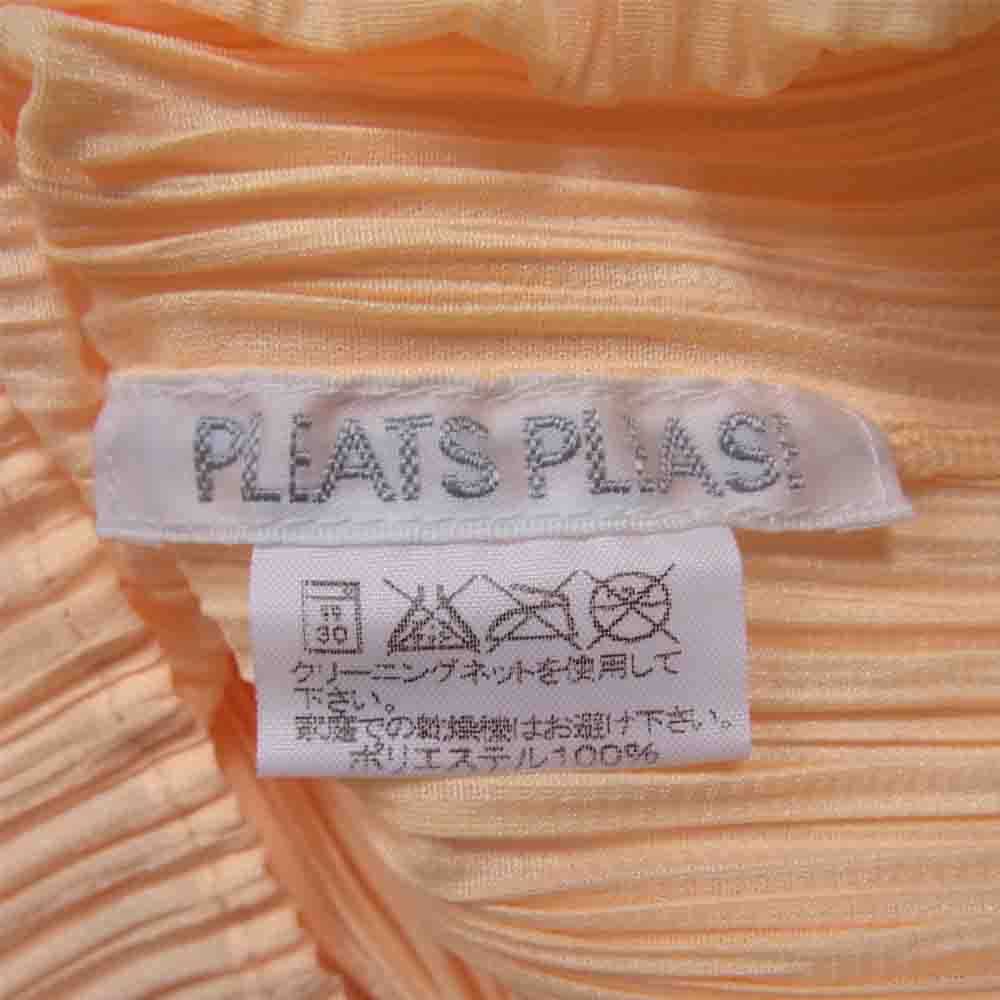 PLEATS PLEAS
30
クリーニングネットを使用して
下さい。
家庭での乾燥機はお避け下さい。
ポリエステル100%